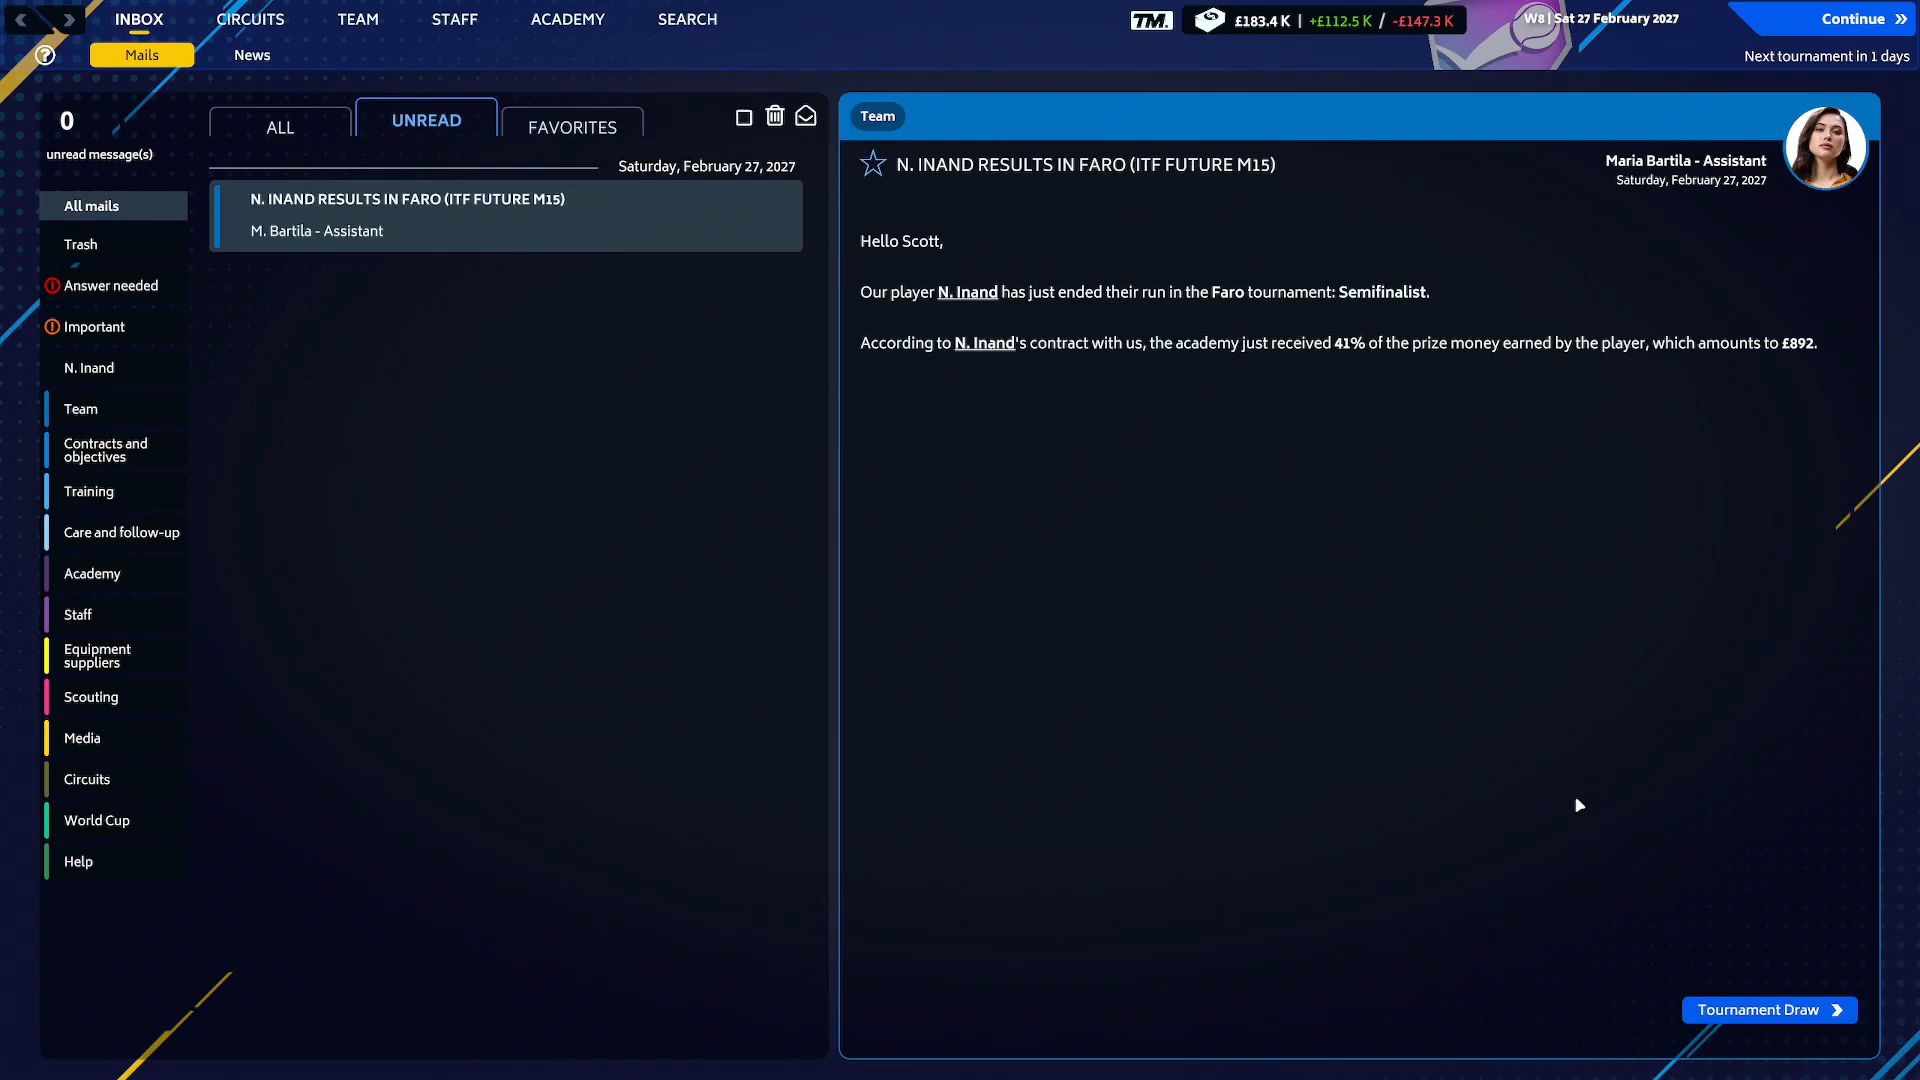 INBOX
CIRCUITS
TEAM
STAFF
ACADEMY
SEARCH
TM.
£183.4 K | +£112.5 K / -£147.3 K
W8 | Sat 27 February 2027
Continue
Mails
News
Next tournament in 1 days
0
unread message(s)
ALL
UNREAD
FAVORITES
Saturday, February 27, 2027
N. INAND RESULTS IN FARO (ITF FUTURE M15)
M. Bartila - Assistant
All mails
Trash
Answer needed
Important
N. Inand
Team
Contracts and
objectives
Training
Care and follow-up
Academy
Staff
Equipment
suppliers
Scouting
Media
Circuits
World Cup
Help
Team
N. INAND RESULTS IN FARO (ITF FUTURE M15)
Maria Bartila - Assistant
Saturday, February 27, 2027
Hello Scott,
Our player N. Inand has just ended their run in the Faro tournament: Semifinalist.
According to N. Inand's contract with us, the academy just received 41% of the prize money earned by the player, which amounts to £892.
Tournament Draw